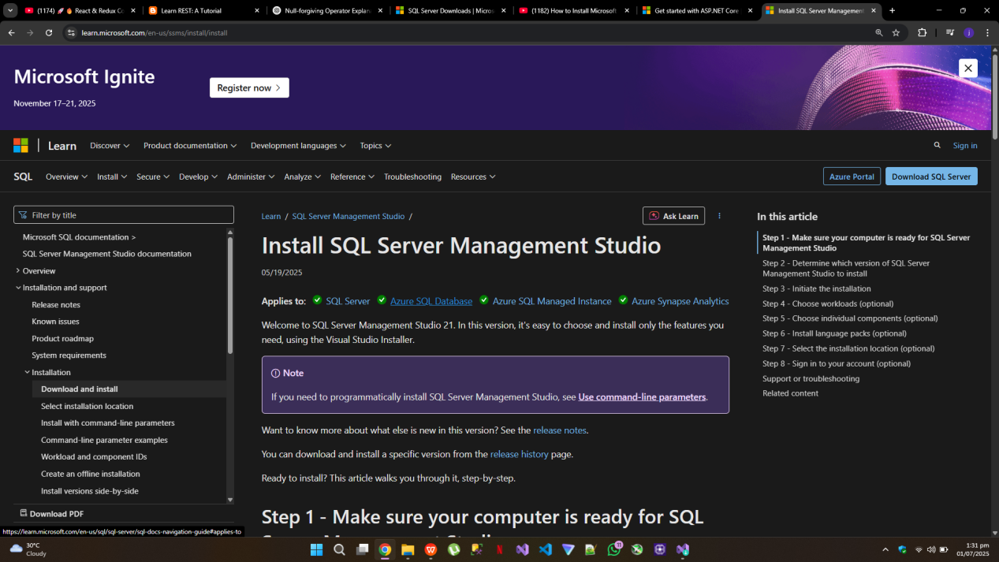 (1174) 🚀🔥 React & Redux Co
Learn REST: A Tutorial
Null-forgiving Operator Explan
SQL Server Downloads | Micros
(1182) How to Install Microsoft
Get started with ASP.NET Core
Install SQL Server Management
learn.microsoft.com/en-us/ssms/install/install
j
Microsoft Ignite
Register now
November 17–21, 2025
Learn
Discover
Product documentation
Development languages
Topics
Sign in
SQL
Overview
Install
Secure
Develop
Administer
Analyze
Reference
Troubleshooting
Resources
Azure Portal
Download SQL Server
Filter by title
Microsoft SQL documentation >
SQL Server Management Studio documentation
Overview
Installation and support
Release notes
Known issues
Product roadmap
System requirements
Installation
Download and install
Select installation location
Install with command-line parameters
Command-line parameter examples
Workload and component IDs
Create an offline installation
Install versions side-by-side
Download PDF
Learn / SQL Server Management Studio /
Ask Learn
Install SQL Server Management Studio
05/19/2025
Applies to: SQL Server Azure SQL Database Azure SQL Managed Instance Azure Synapse Analytics
Welcome to SQL Server Management Studio 21. In this version, it's easy to choose and install only the features you
need, using the Visual Studio Installer.
Note
If you need to programmatically install SQL Server Management Studio, see Use command-line parameters.
Want to know more about what else is new in this version? See the release notes.
You can download and install a specific version from the release history page.
Ready to install? This article walks you through it, step-by-step.
Step 1 - Make sure your computer is ready for SQL
In this article
Step 1 - Make sure your computer is ready for SQL Server
Management Studio
Step 2 - Determine which version of SQL Server
Management Studio to install
Step 3 - Initiate the installation
Step 4 - Choose workloads (optional)
Step 5 - Choose individual components (optional)
Step 6 - Install language packs (optional)
Step 7 - Select the installation location (optional)
Step 8 - Sign in to your account (optional)
Support or troubleshooting
Related content
https://learn.microsoft.com/en-us/sql/sql-server/sql-docs-navigation-guide#applies-to
30°C
Cloudy
11
1:31 pm
01/07/2025